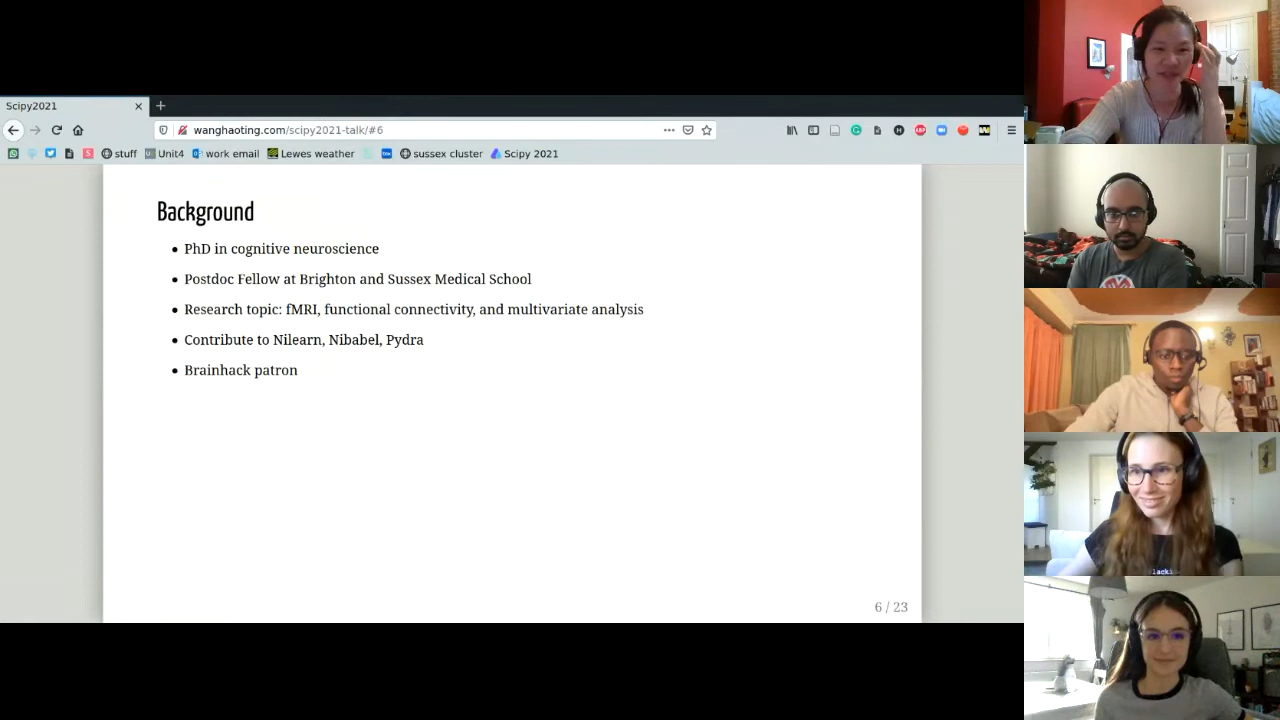 Scipy2021
wanghaoting.com/scipy2021-talk/#6
stuff Unit4 work email Lewes weather sussex cluster Scipy 2021
Background
• PhD in cognitive neuroscience
• Postdoc Fellow at Brighton and Sussex Medical School
• Research topic: fMRI, functional connectivity, and multivariate analysis
• Contribute to Nilearn, Nibabel, Pydra
• Brainhack patron
6 / 23
lacki